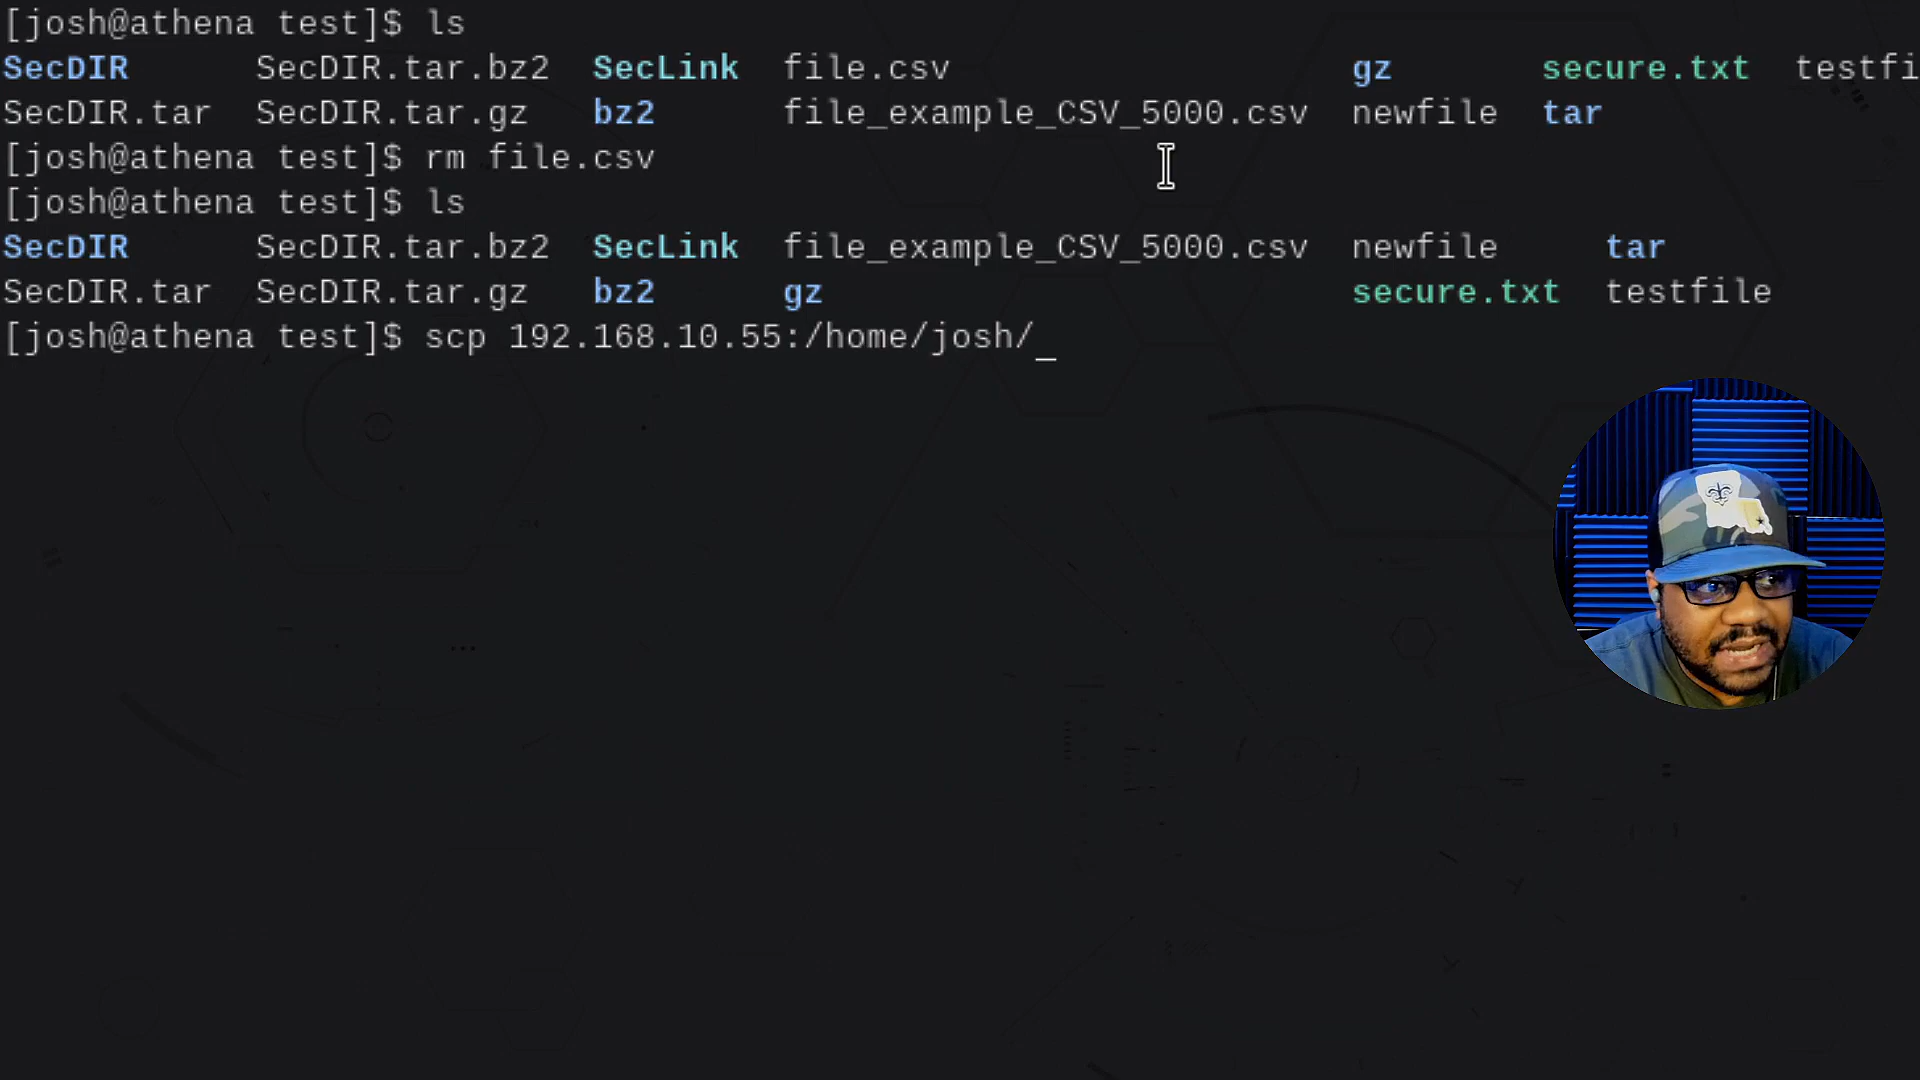 [josh@athena test]$ ls
SecDIR SecDIR.tar.bz2 SecLink file.csv gz secure.txt testfi
SecDIR.tar SecDIR.tar.gz bz2 file_example_CSV_5000.csv newfile tar
[josh@athena test]$ rm file.csv
[josh@athena test]$ ls
SecDIR SecDIR.tar.bz2 SecLink file_example_CSV_5000.csv newfile tar
SecDIR.tar SecDIR.tar.gz bz2 gz secure.txt testfile
[josh@athena test]$ scp 192.168.10.55:/home/josh/_